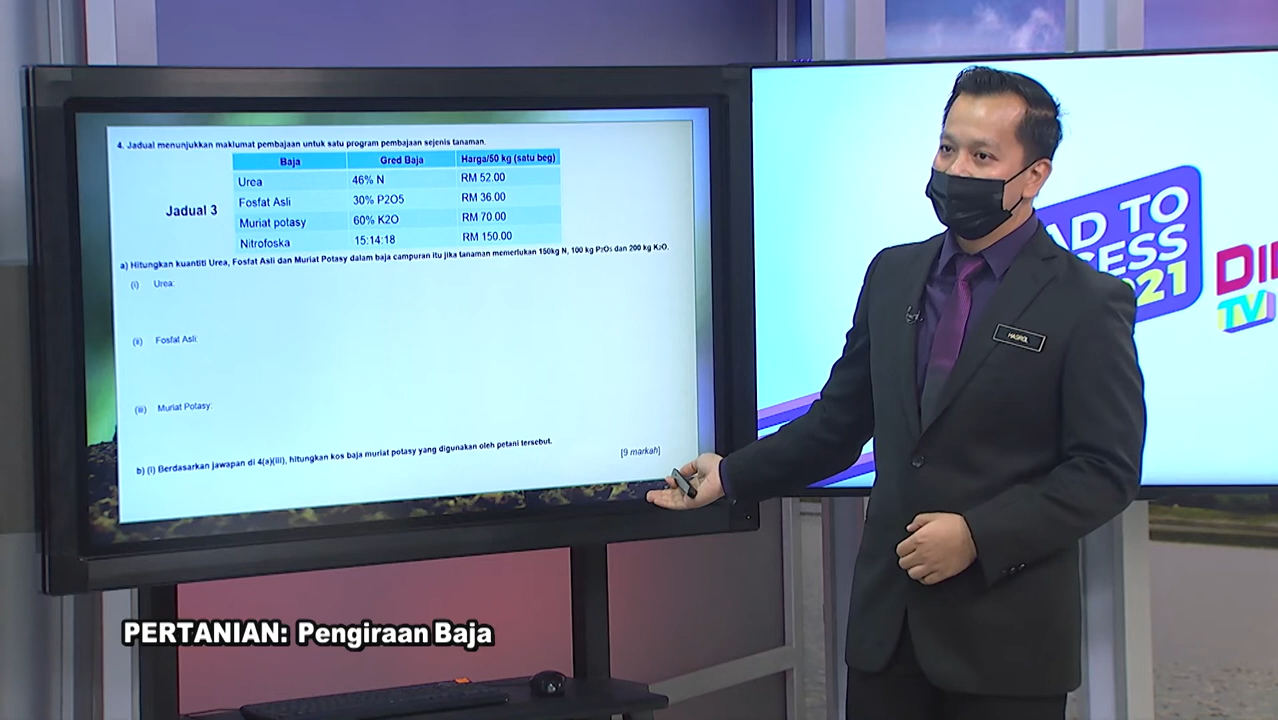 4. Jadual menunjukkan maklumat pembajaan untuk satu program pembajaan sejenis tanaman.
Jadual 3
Baja Gred Baja Harga/50 kg (satu beg)
Urea 46% N RM 52.00
Fosfat Asli 30% P2O5 RM 36.00
Muriat potasy 60% K2O RM 70.00
Nitrofoska 15:14:18 RM 150.00
a) Hitungkan kuantiti Urea, Fosfat Asli dan Muriat Potasy dalam baja campuran itu jika tanaman memerlukan 150kg N, 100 kg P2O5 dan 200 kg K2O.
(i) Urea:
(ii) Fosfat Asli:
(iii) Muriat Potasy:
[9 markah]
b) (i) Berdasarkan jawapan di 4(a)(iii), hitungkan kos baja muriat potasy yang digunakan oleh petani tersebut.
AD TO
CESS
021
DI
TV
HASROL
PERTANIAN: Pengiraan Baja